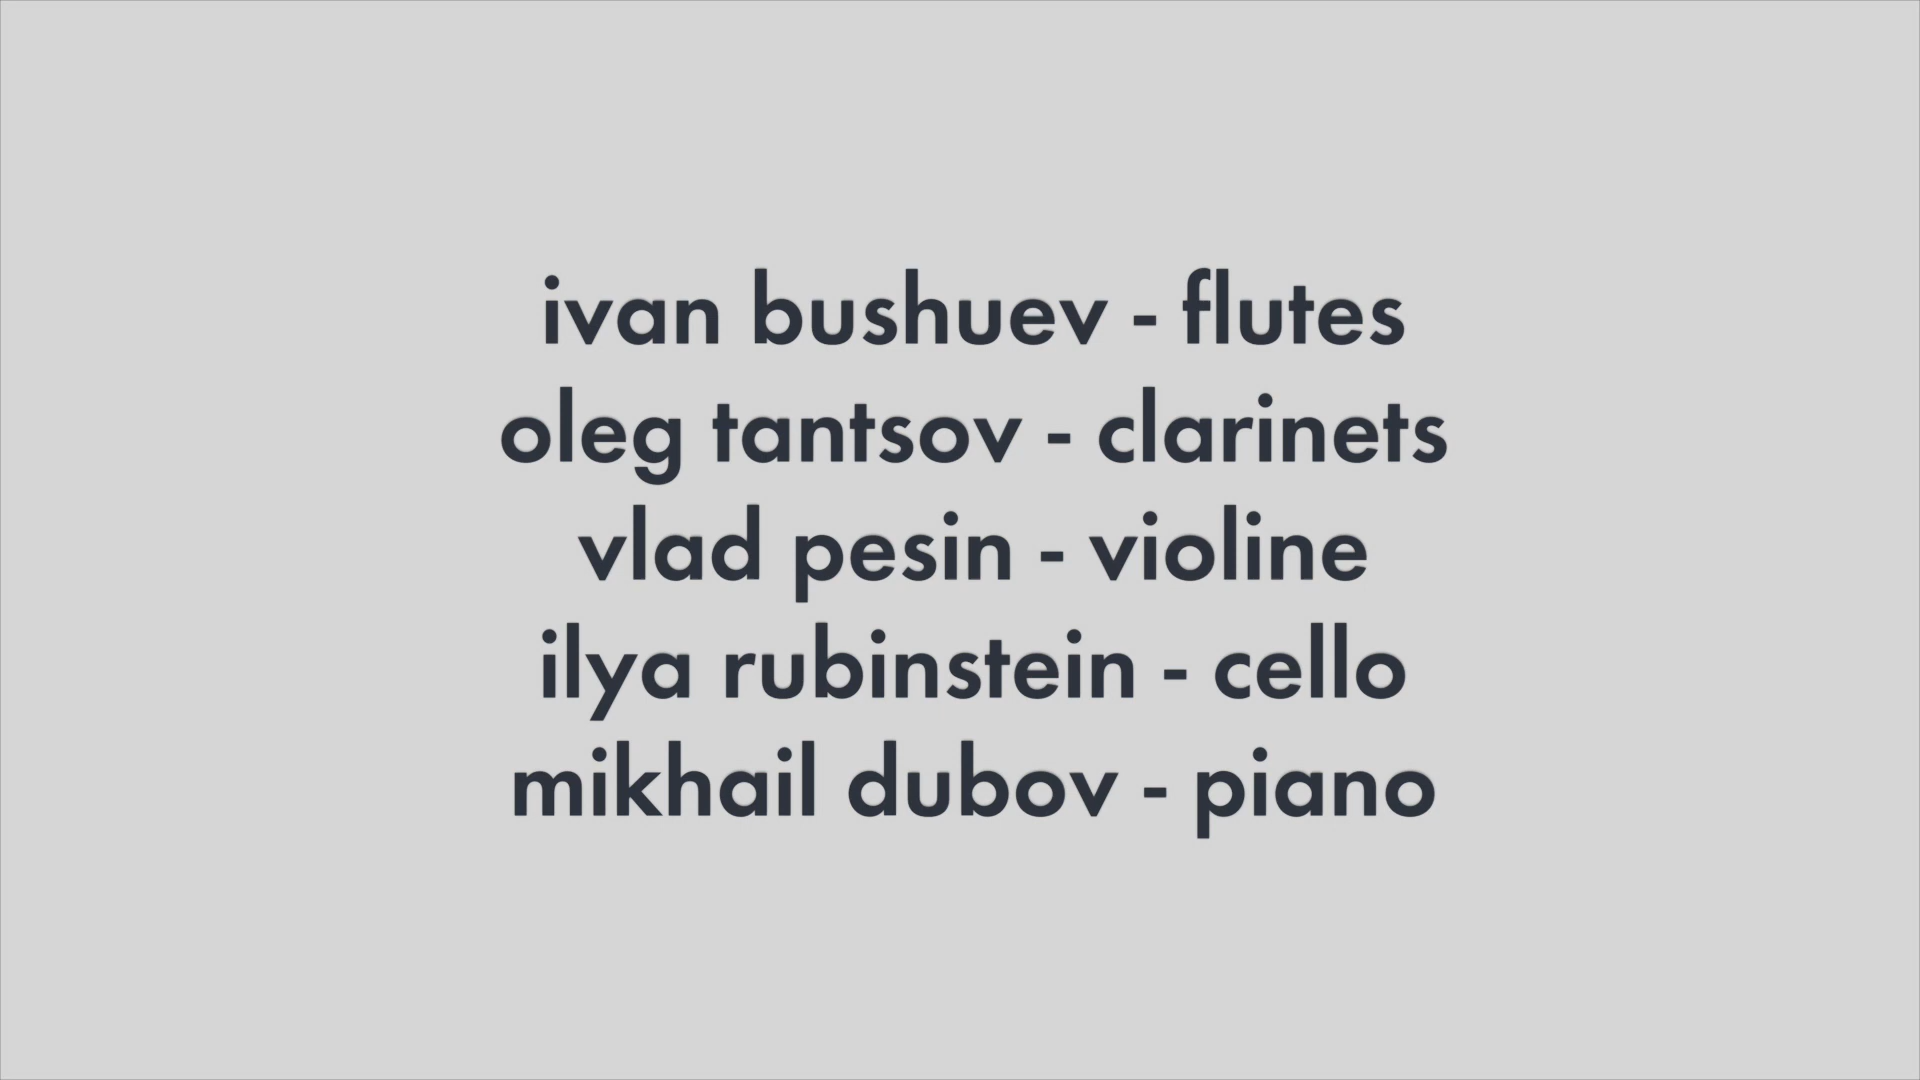 ivan bushuev - flutes
oleg tantsov - clarinets
vlad pesin - violine
ilya rubinstein - cello
mikhail dubov - piano